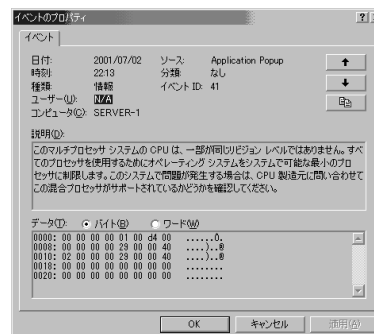 イベントのプロパティ
イベント
日付: 2001/07/02 ソース: Application Popup
時刻: 22:13 分類: なし
種類: 情報 イベント ID: 41
ユーザー(U): N/A
コンピュータ(C): SERVER-1
説明(D):
このマルチプロセッサ システムの CPU は、一部が同じリビジョン レベルではありません。すべ
てのプロセッサを使用するためにオペレーティング システムをシステムで可能な最小のプロ
セッサに制限します。このシステムで問題が発生する場合は、CPU 製造元に問い合わせて
この混合プロセッサがサポートされているかどうかを確認してください。
データ(T): バイト(B) ワード(W)
0000: 00 00 00 00 01 00 d4 00 ......Ô.
0008: 00 00 00 00 29 00 00 40 ....)..@
0010: 02 00 00 00 29 00 00 40 ....)..@
0018: 00 00 00 00 00 00 00 00 ........
0020: 00 00 00 00 00 00 00 00 ........
OK キャンセル 適用(A)